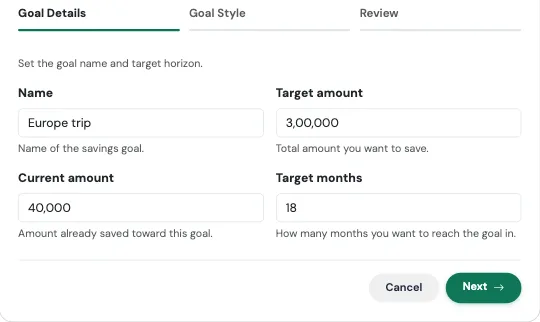 Goal Details
Goal Style
Review
Set the goal name and target horizon.
Name
Target amount
Europe trip
3,00,000
Name of the savings goal.
Total amount you want to save.
Current amount
Target months
40,000
18
Amount already saved toward this goal.
How many months you want to reach the goal in.
Cancel
Next →